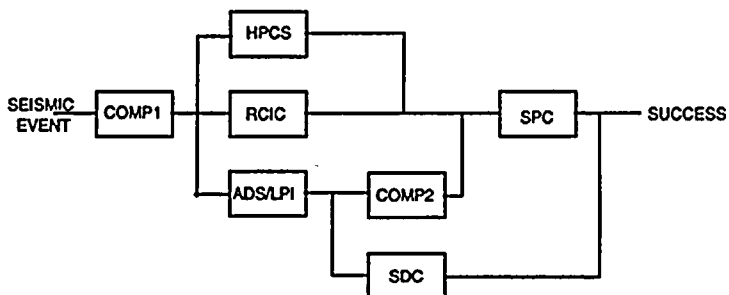 HPCS
SEISMIC
EVENT
COMP1
RCIC
SPC
SUCCESS
ADS/LPI
COMP2
SDC